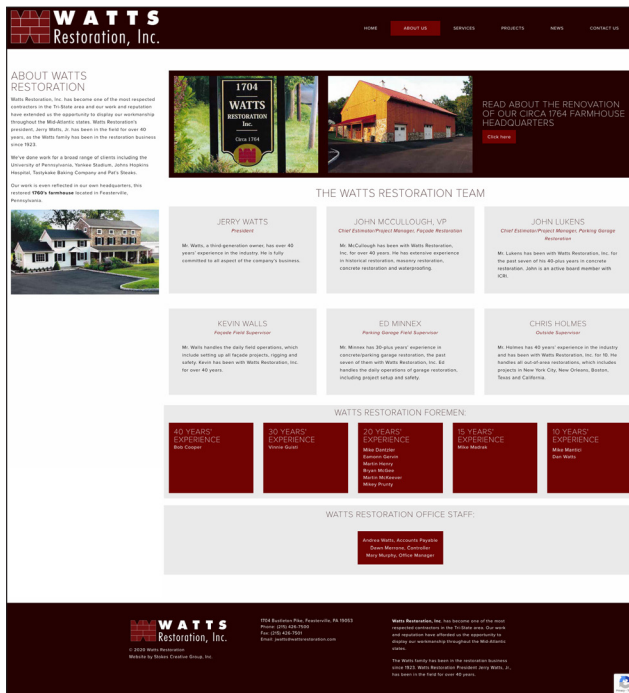 WATTS
Restoration, Inc.
HOME ABOUT US SERVICES PROJECTS NEWS CONTACT US
ABOUT WATTS
RESTORATION
Watts Restoration, Inc. has become one of the most respected
contractors in the Tri-State area and our work and reputation
have extended us the opportunity to display our workmanship
throughout the Mid-Atlantic states. Watts Restoration's
president, Jerry Watts, Jr. has been in the field for over 40
years, as the Watts family has been in the restoration business
since 1923.
We've done work for a broad range of clients including the
University of Pennsylvania, Yankee Stadium, Johns Hopkins
Hospital, Tastykake Baking Company and Pat's Steaks.
Our work is even reflected in our own headquarters, this
restored 1760's farmhouse located in Feasterville,
Pennsylvania.
1704
WATTS
RESTORATION
Inc.
Circa 1764
READ ABOUT THE RENOVATION
OF OUR CIRCA 1764 FARMHOUSE
HEADQUARTERS
Click here
THE WATTS RESTORATION TEAM
JERRY WATTS
President
Mr. Watts, a third-generation owner, has over 40
years' experience in the industry. He is fully
committed to all aspect of the company's business.
JOHN MCCULLOUGH, VP
Chief Estimator/Project Manager, Façade Restoration
Mr. McCullough has been with Watts Restoration,
Inc. for over 40 years. He has extensive experience
in historical restoration, masonry restoration,
concrete restoration and waterproofing.
JOHN LUKENS
Chief Estimator/Project Manager, Parking Garage
Restoration
Mr. Lukens has been with Watts Restoration, Inc. for
the past seven of his 40-plus years in concrete
restoration. John is an active board member with
ICRI.
KEVIN WALLS
Façade Field Supervisor
Mr. Walls handles the daily field operations, which
include setting up all façade projects, rigging and
safety. Kevin has been with Watts Restoration, Inc.
for over 40 years.
ED MINNEX
Parking Garage Field Supervisor
Mr. Minnex has 30-plus years' experience in
concrete/parking garage restoration, the past
seven of them with Watts Restoration, Inc. Ed
handles the daily operations of garage restoration,
including project setup and safety.
CHRIS HOLMES
Outside Supervisor
Mr. Holmes has 40 years' experience in the industry
and has been with Watts Restoration, Inc. for 10. He
handles all out-of-area restorations, which includes
projects in New York City, New Orleans, Boston,
Texas and California.
WATTS RESTORATION FOREMEN:
40 YEARS'
EXPERIENCE
Bob Cooper
30 YEARS'
EXPERIENCE
Vinnie Guisti
20 YEARS'
EXPERIENCE
Mike Dantzler
Eamonn Gervin
Martin Henry
Bryan McGeo
Martin McKeever
Mikey Prunty
15 YEARS'
EXPERIENCE
Mike Madrak
10 YEARS'
EXPERIENCE
Mike Mantici
Dan Watts
WATTS RESTORATION OFFICE STAFF:
Andrea Watts, Accounts Payable
Dawn Merrone, Controller
Mary Murphy, Office Manager
WATTS
Restoration, Inc.
© 2020 Watts Restoration
Website by Stokes Creative Group, Inc.
1704 Bustleton Pike, Feasterville, PA 19053
Phone: (215) 426-7500
Fax: (215) 426-7501
Email: jwatts@wattsrestoration.com
Watts Restoration, Inc. has become one of the most
respected contractors in the Tri-State area. Our work
and reputation have afforded us the opportunity to
display our workmanship throughout the Mid-Atlantic
states.
The Watts family has been in the restoration business
since 1923. Watts Restoration President Jerry Watts, Jr.,
has been in the field for over 40 years.